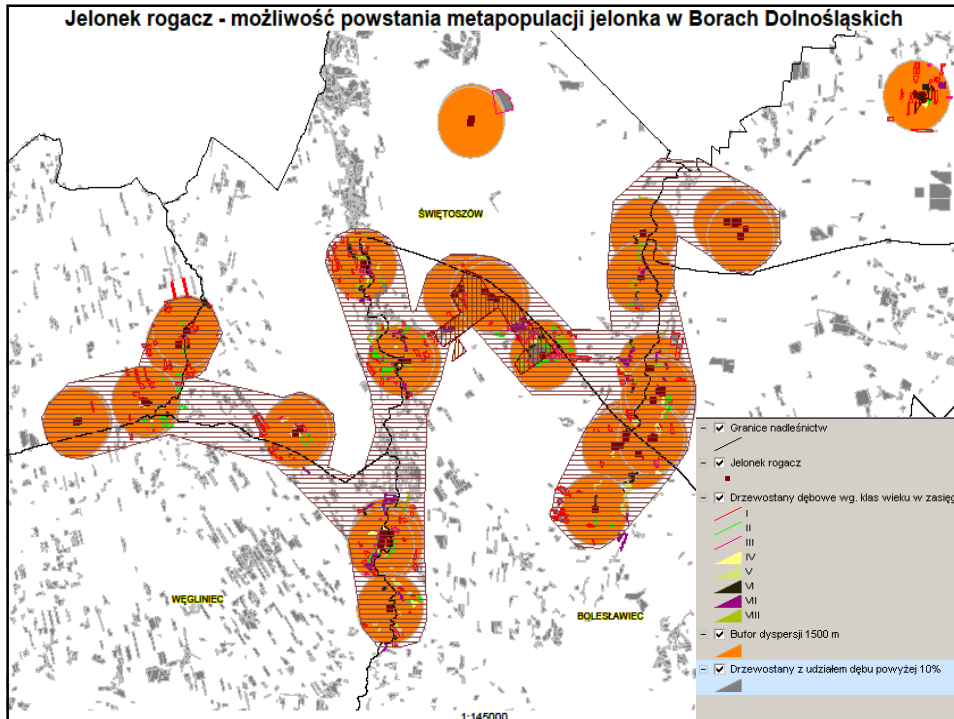 Jelonek rogacz - możliwość powstania metapopulacji jelonka w Borach Dolnośląskich
ŚWIĘTOSZÓW
WĘGLINIEC
BOLESŁAWIEC
Granice nadleśnictw
Jelonek rogacz
Drzewostany dębowe wg. klas wieku w zasięg
I
II
III
IV
V
VI
VII
VIII
Bufor dyspersji 1500 m
Drzewostany z udziałem dębu powyżej 10%
1:145000